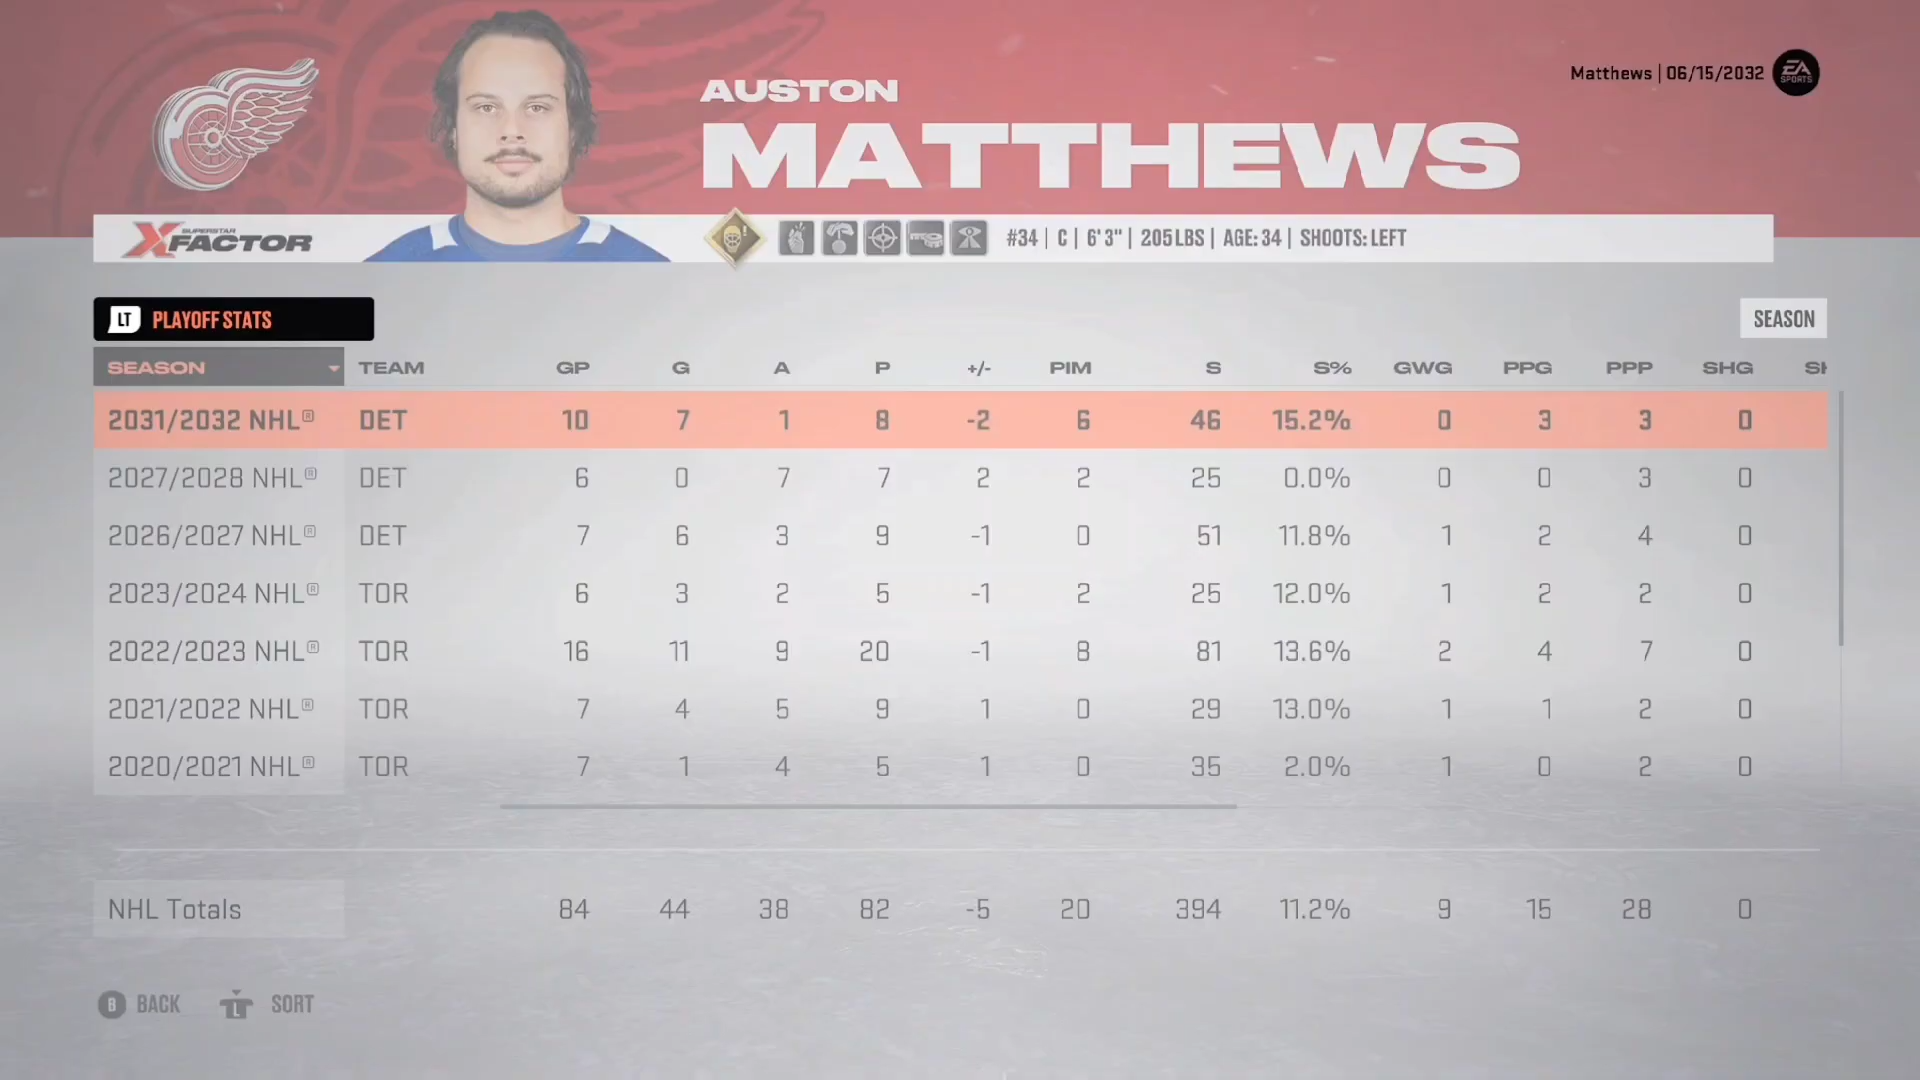 Matthews | 06/15/2032
EA SPORTS
AUSTON
MATTHEWS
SUPERSTAR
X-FACTOR
#34 | C | 6' 3" | 205 LBS | AGE: 34 | SHOOTS: LEFT
LT PLAYOFF STATS
SEASON
SEASON TEAM GP G A P +/- PIM S S% GWG PPG PPP SHG
2031/2032 NHL® DET 10 7 1 8 -2 6 46 15.2% 0 3 3 0
2027/2028 NHL® DET 6 0 7 7 2 2 25 0.0% 0 0 3 0
2026/2027 NHL® DET 7 6 3 9 -1 0 51 11.8% 1 2 4 0
2023/2024 NHL® TOR 6 3 2 5 -1 2 25 12.0% 1 2 2 0
2022/2023 NHL® TOR 16 11 9 20 -1 8 81 13.6% 2 4 7 0
2021/2022 NHL® TOR 7 4 5 9 1 0 29 13.0% 1 1 2 0
2020/2021 NHL® TOR 7 1 4 5 1 0 35 2.0% 1 0 2 0
NHL Totals 84 44 38 82 -5 20 394 11.2% 9 15 28 0
B BACK L SORT